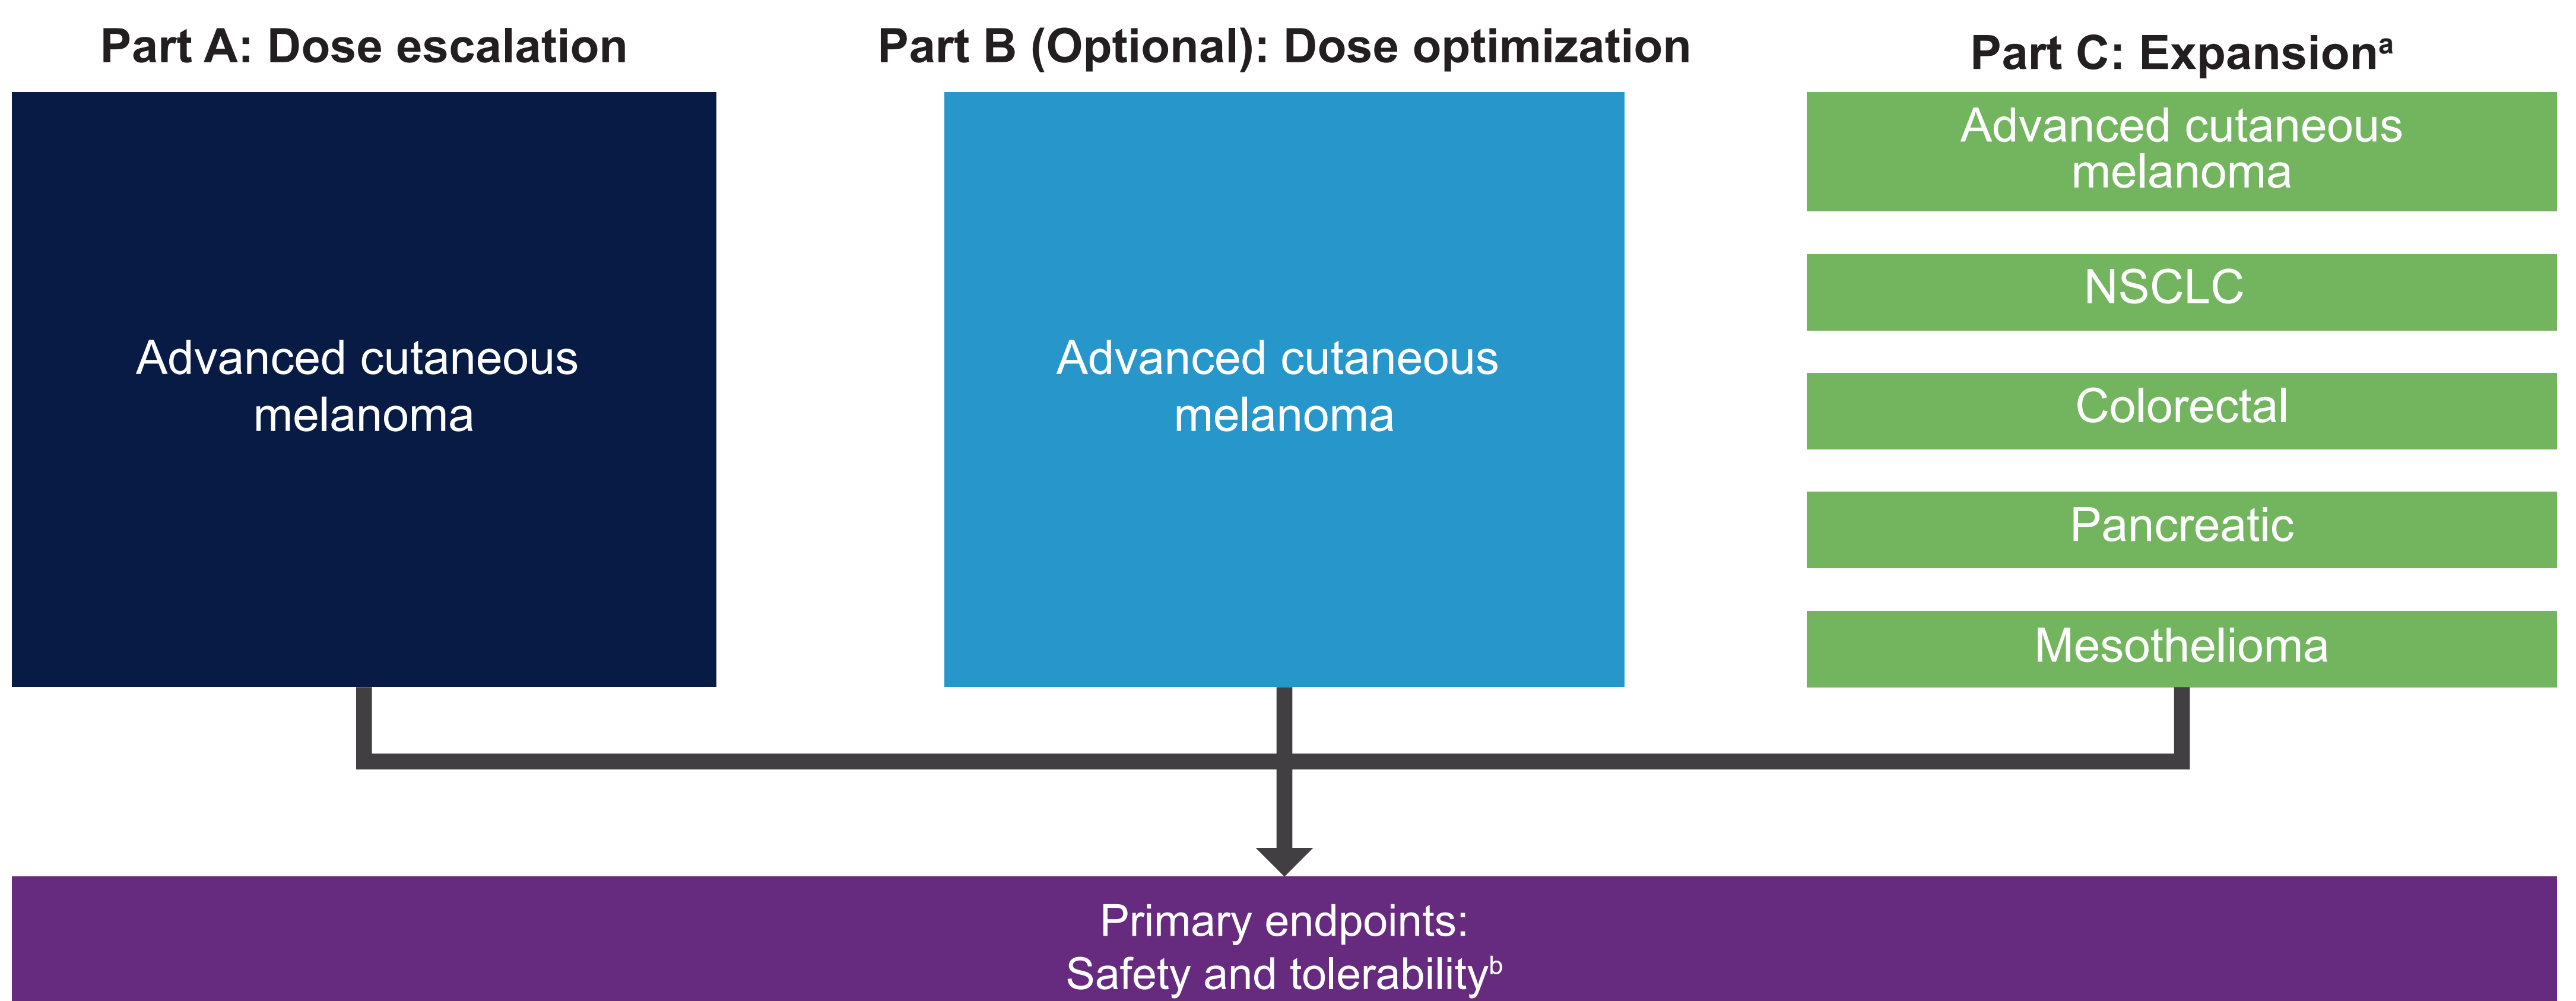 Part A: Dose escalation
Advanced cutaneous
melanoma
Part B (Optional): Dose optimization
Advanced cutaneous
melanoma
Part C: Expansionᵃ
Advanced cutaneous
melanoma
NSCLC
Colorectal
Pancreatic
Mesothelioma
Primary endpoints:
Safety and tolerabilityᵇ